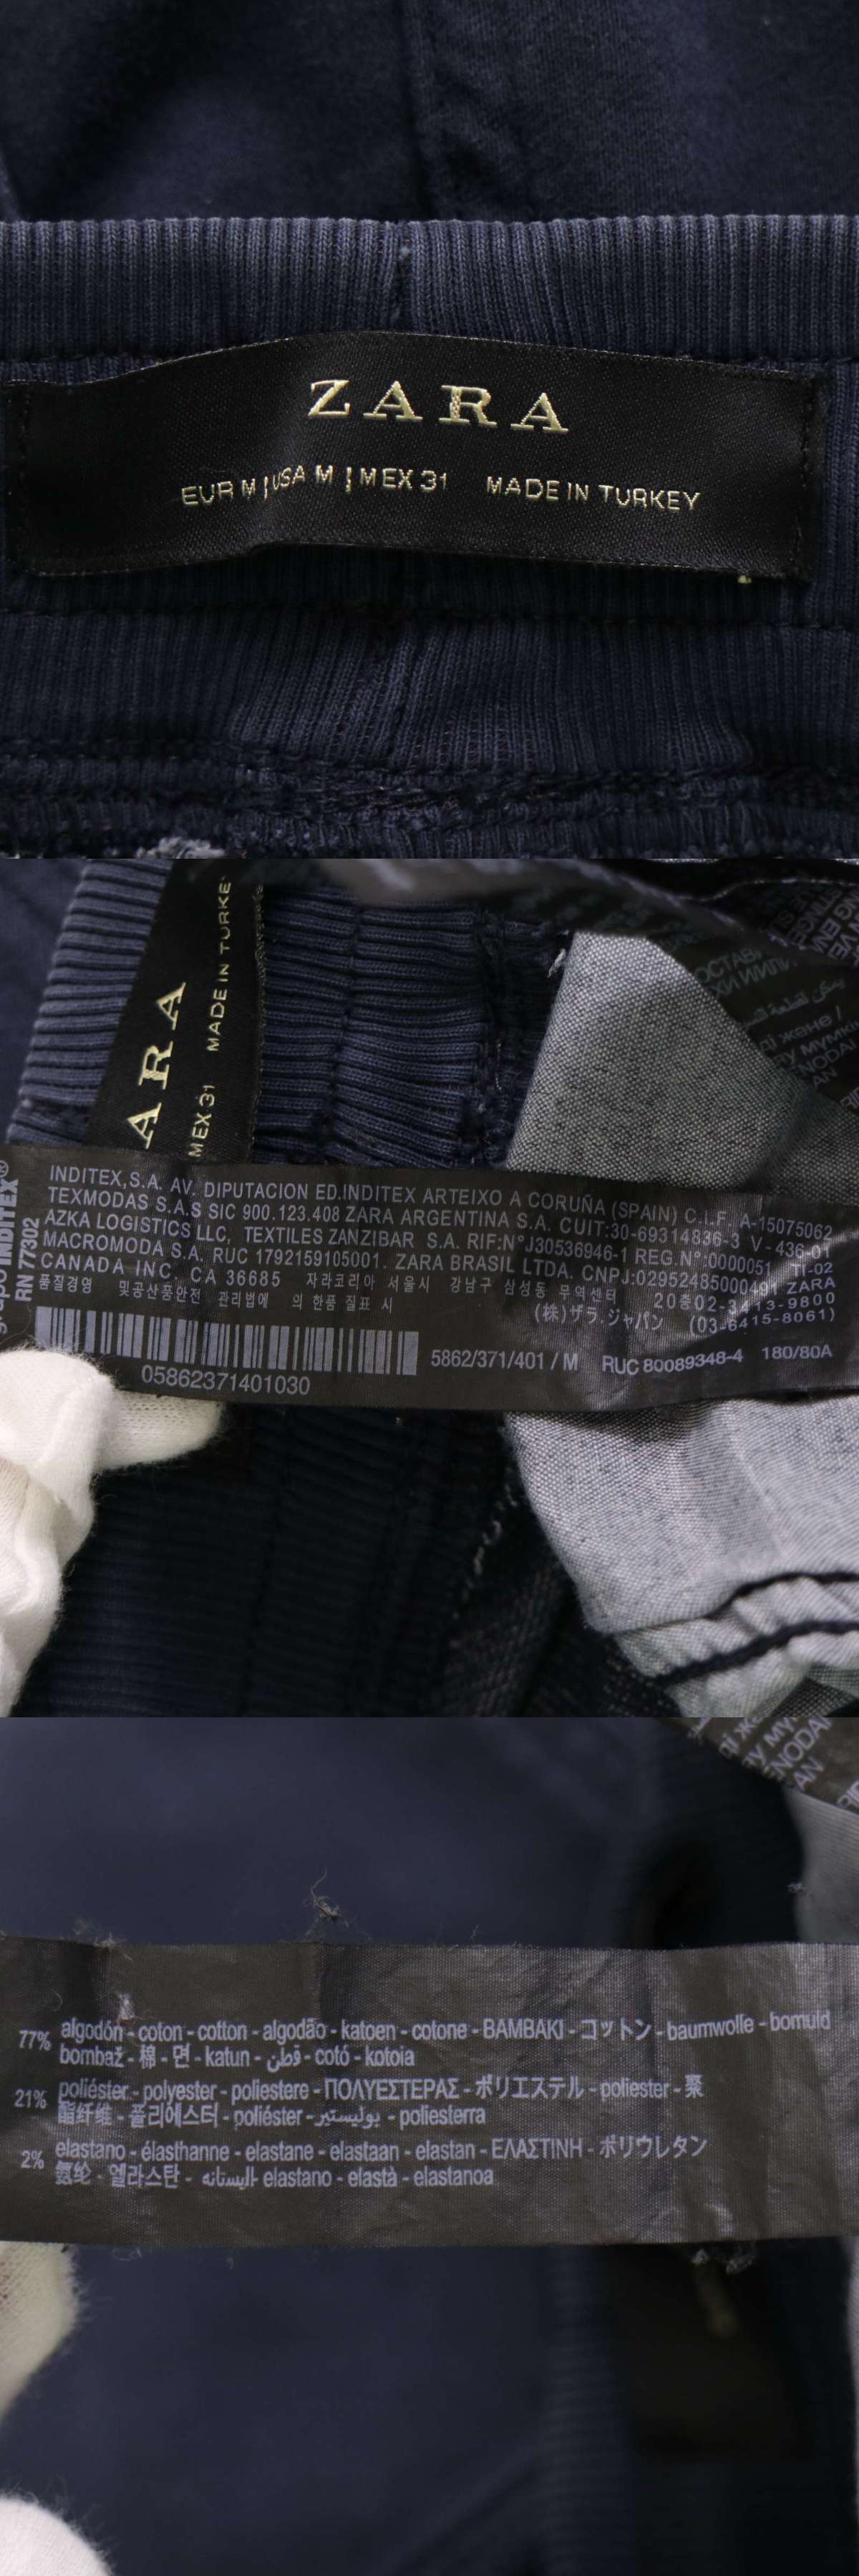 ZARA
EUR M | USA M | MEX 31 MADE IN TURKEY
ARA
MEX 31 MADE IN TURKE
INDITEX
RN 77302
INDITEX,S.A. AV. DIPUTACION ED.INDITEX ARTEIXO A CORUÑA (SPAIN) C.I.F. A-15075062
TEXMODAS S.A.S SIC 900.123.408 ZARA ARGENTINA S.A. CUIT:30-69314836-3 V-436-01
AZKA LOGISTICS LLC, TEXTILES ZANZIBAR S.A. RIF:N°J30536946-1 REG.N°:0000051 TI-02
MACROMODA S.A. RUC 1792159105001. ZARA BRASIL LTDA. CNPJ:02952485000491 ZARA
CANADA INC. CA 36685 자라코리아 서울시 강남구 삼성동 무역센터 20층02-3413-9800
품질경영 및공산품안전 관리법에 의 한품 질표 시 (株)ザラ.ジャパン (03-6415-8061)
5862/371/401 / M RUC 80089348-4 180/80A
05862371401030
77% algodón - coton - cotton - algodão - katoen - cotone - BAMBAKI - コットン - baumwolle - bomuld
bombaž - 棉 - 면 - katun - قطن - cotó - kotoia
21% poliéster - polyester - poliestere - ΠΟΛΥΕΣΤΕΡΑΣ - ポリエステル - poliester - 聚
酯纤维 - 폴리에스터 - poliéster - بوليستير - poliesterra
2% elastano - élasthanne - elastane - elastaan - elastan - ΕΛΑΣΤΙΝΗ - ポリウレタン
氨纶 - 엘라스탄 - اليستانه - elastano - elastà - elastanoa